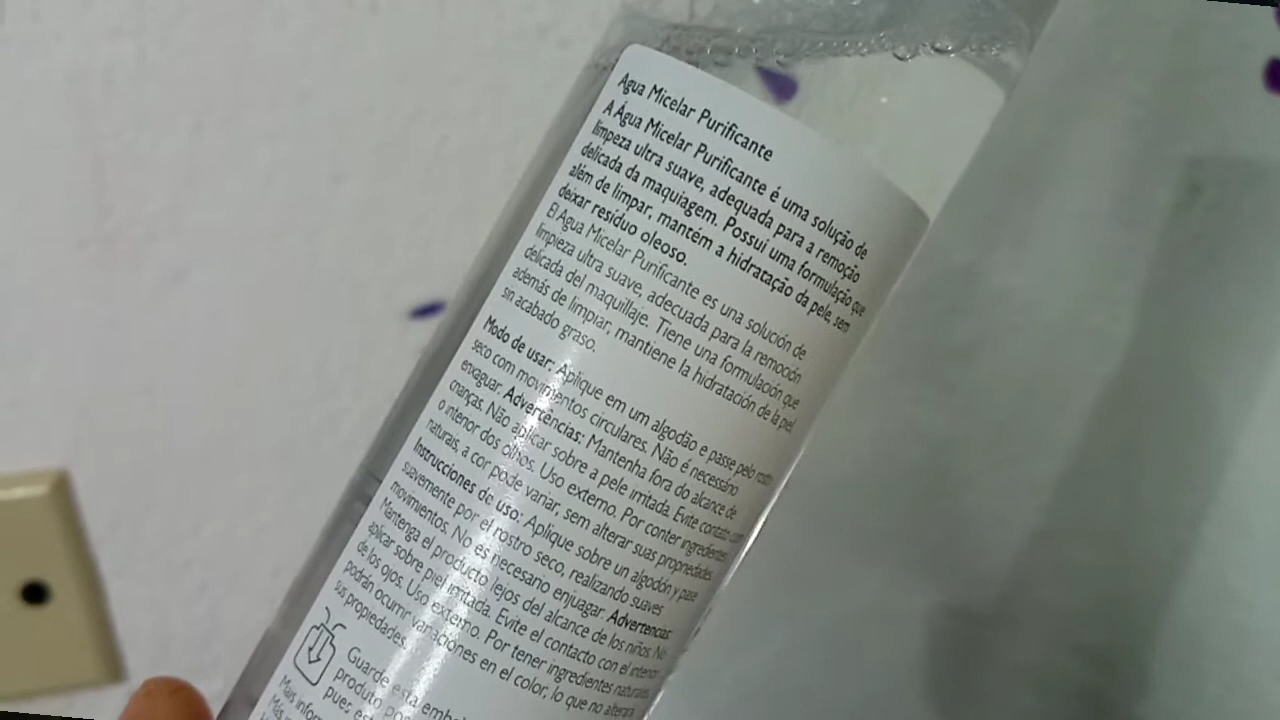 Agua Micelar Purificante
A Água Micelar Purificante é uma solução de
limpeza ultra suave, adequada para a remoção
delicada da maquiagem. Possui uma formulação que
além de limpar, mantém a hidratação da pele, sem
deixar resíduo oleoso.
El Agua Micelar Purificante es una solución de
limpieza ultra suave, adecuada para la remoción
delicada del maquillaje. Tiene una formulación que
además de limpiar, mantiene la hidratación de la piel,
sin acabado graso.
Modo de usar: Aplique em um algodão e passe pelo rosto
seco com movimentos circulares. Não é necessário
enxaguar. Advertências: Mantenha fora do alcance de
crianças. Não aplicar sobre a pele irritada. Evite contato com
o interior dos olhos. Uso externo. Por conter ingredientes
naturais, a cor pode variar, sem alterar suas propriedades.
Instrucciones de uso: Aplique sobre un algodón y pase
suavemente por el rostro seco, realizando suaves
movimientos. No es necesario enjuagar. Advertencias:
Mantenga el producto lejos del alcance de los niños. No
aplicar sobre piel irritada. Evite el contacto con el interior
de los ojos. Uso externo. Por tener ingredientes naturales,
podrán ocurrir variaciones en el color, lo que no alterará
sus propiedades.
Guarde esta
produto
pues
Mais
Más